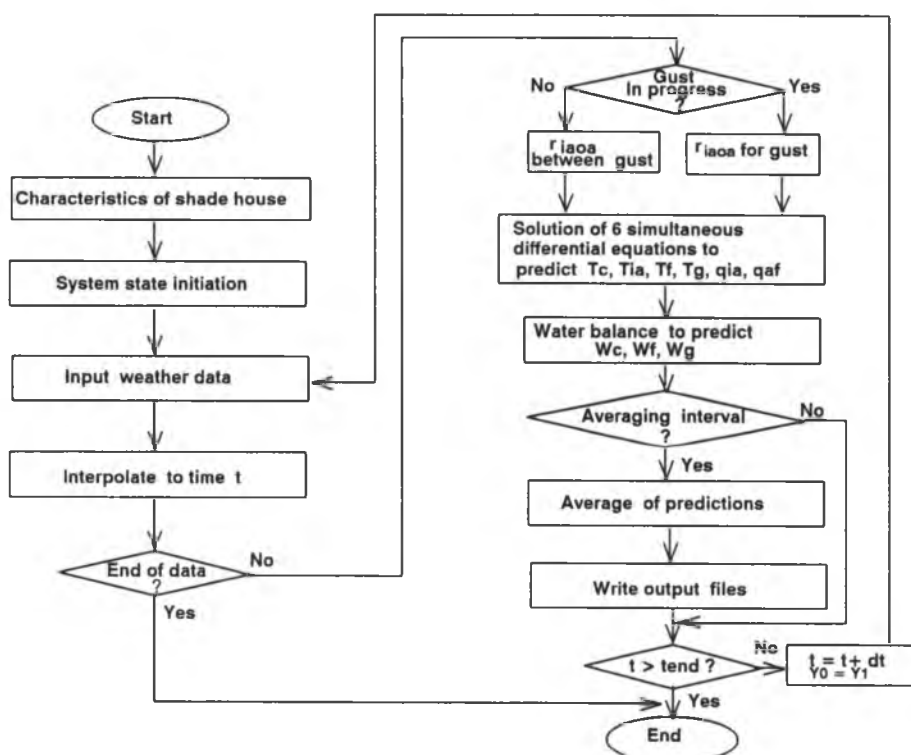 Start
Characteristics of shade house
System state initiation
Input weather data
Interpolate to time t
End of data
?
No
Yes
Gust
In progress
?
No
Yes
r iaoa
between gust
r iaoa for gust
Solution of 6 simultaneous
differential equations to
predict Tc, Tia, Tf, Tg, qia, qaf
Water balance to predict
Wc, Wf, Wg
Averaging interval
?
No
Yes
Average of predictions
Write output files
t > tend ?
No
t = t + dt
Y0 = Y1
Yes
End